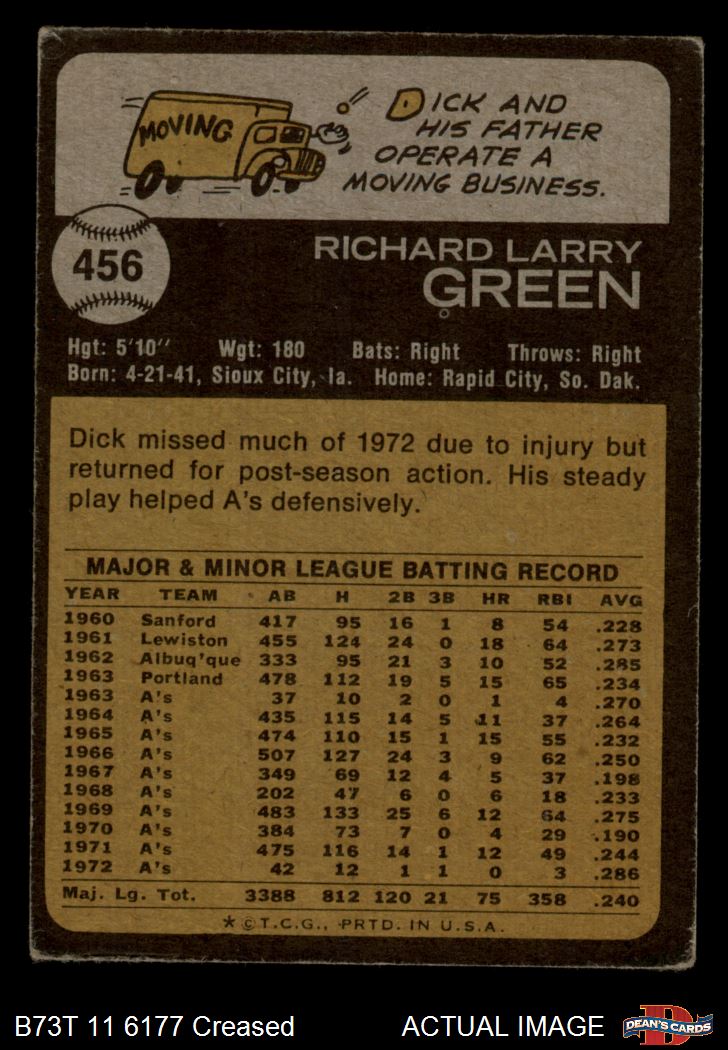 MOVING
DICK AND
HIS FATHER
OPERATE A
MOVING BUSINESS.
456
RICHARD LARRY
GREEN
Hgt: 5'10" Wgt: 180 Bats: Right Throws: Right
Born: 4-21-41, Sioux City, Ia. Home: Rapid City, So. Dak.
Dick missed much of 1972 due to injury but
returned for post-season action. His steady
play helped A's defensively.
MAJOR & MINOR LEAGUE BATTING RECORD
YEAR TEAM AB H 2B 3B HR RBI AVG
1960 Sanford 417 95 16 1 8 54 .228
1961 Lewiston 455 124 24 0 18 64 .273
1962 Albuq'que 333 95 21 3 10 52 .285
1963 Portland 478 112 19 5 15 65 .234
1963 A's 37 10 2 0 1 4 .270
1964 A's 435 115 14 5 11 37 .264
1965 A's 474 110 15 1 15 55 .232
1966 A's 507 127 24 3 9 62 .250
1967 A's 349 69 12 4 5 37 .198
1968 A's 202 47 6 0 6 18 .233
1969 A's 483 133 25 6 12 64 .275
1970 A's 384 73 7 0 4 29 .190
1971 A's 475 116 14 1 12 49 .244
1972 A's 42 12 1 1 0 3 .286
Maj. Lg. Tot. 3388 812 120 21 75 358 .240
*©T.C.G., PRTD. IN U.S.A.
B73T 11 6177 Creased ACTUAL IMAGE
DEAN'S CARDS